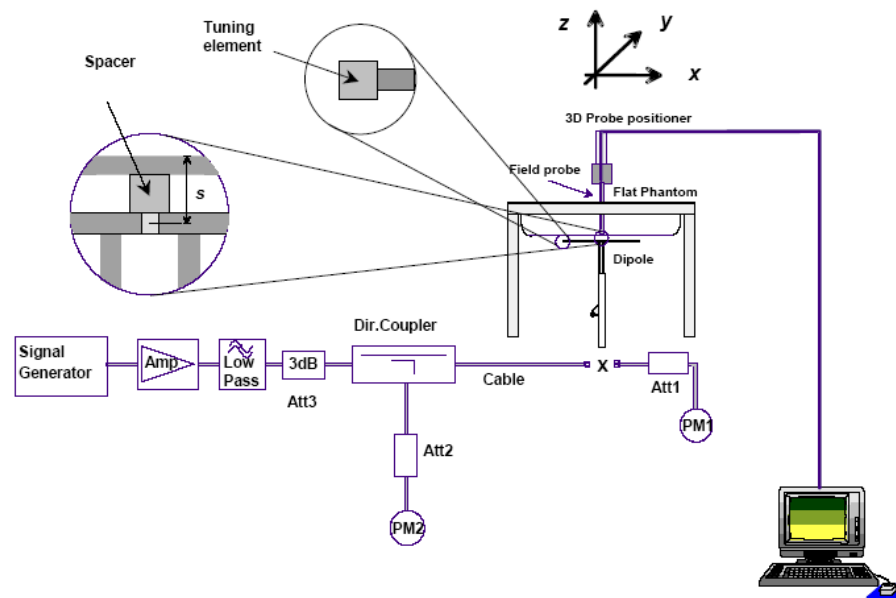 Tuning
element
Spacer
z
y
x
s
3D Probe positioner
Field probe
Flat Phantom
Dipole
Dir.Coupler
Signal
Generator
Amp
Low
Pass
3dB
Att3
Cable
X
Att1
PM1
Att2
PM2